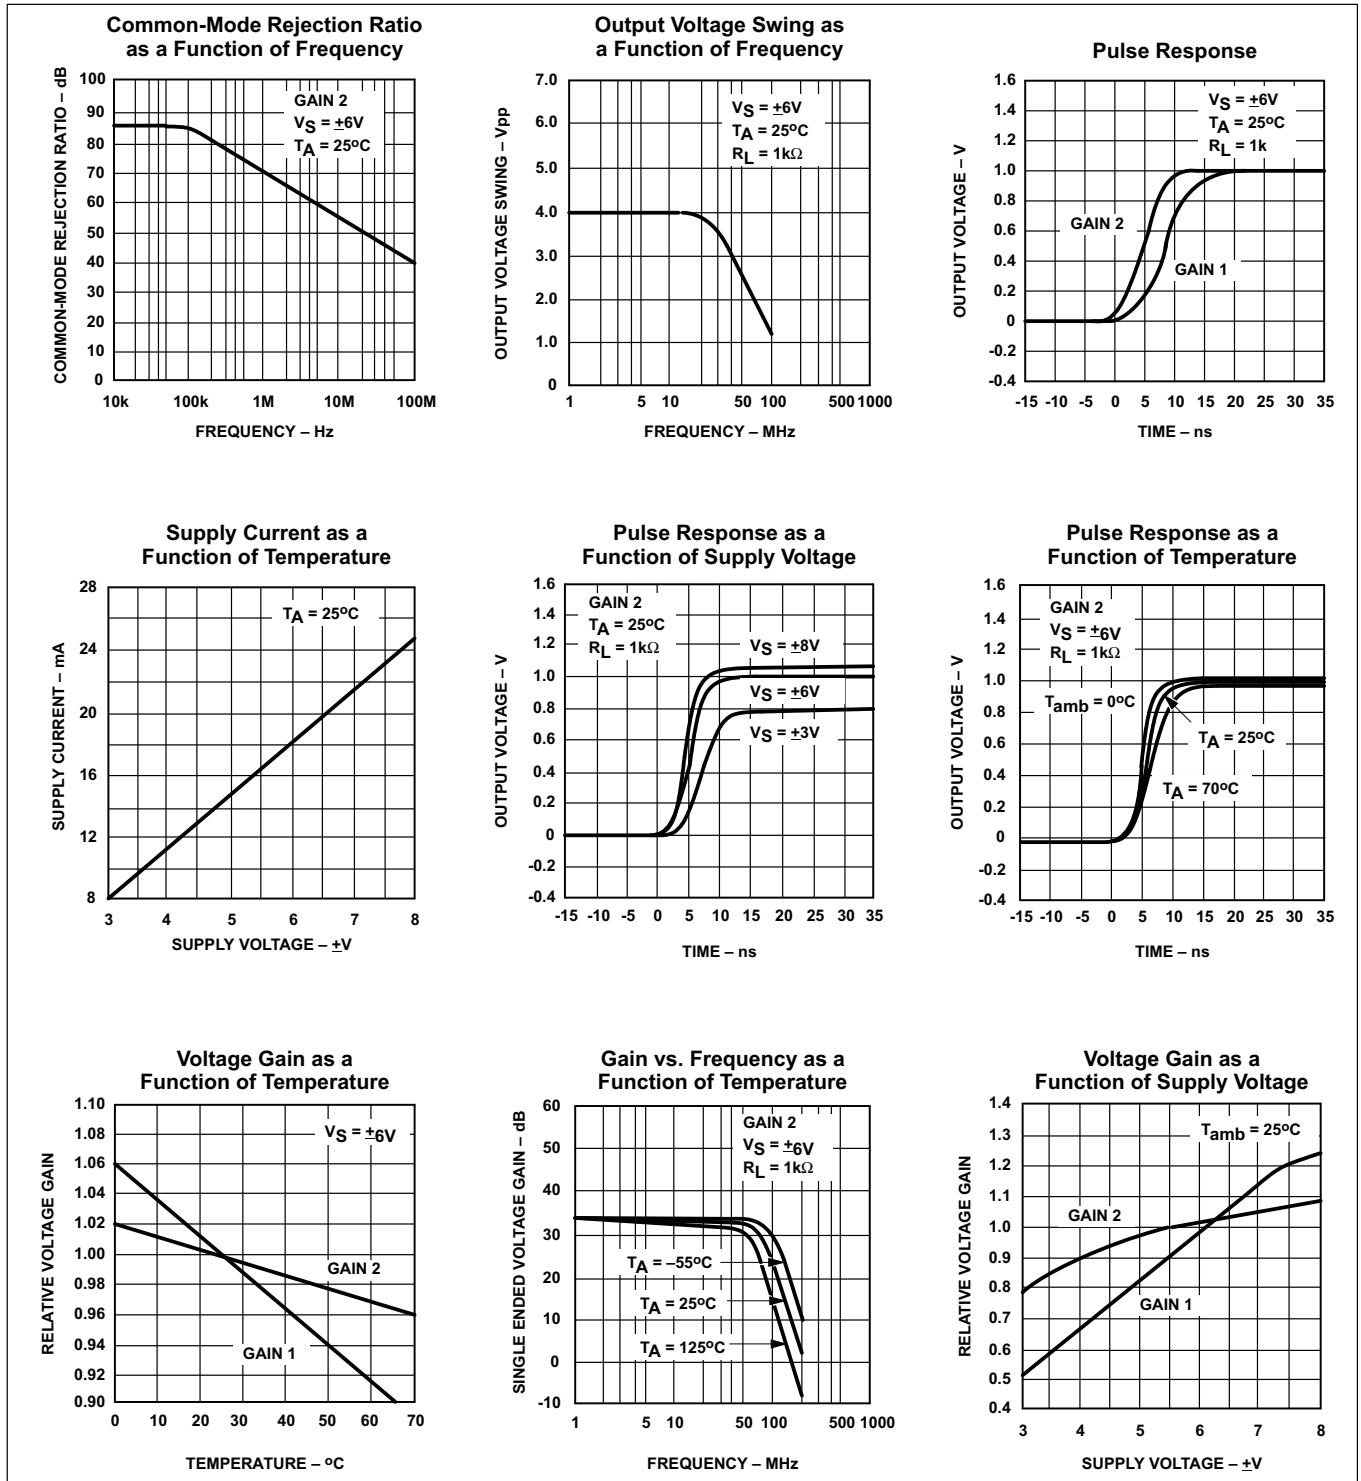 Common-Mode Rejection Ratio
as a Function of Frequency
COMMON-MODE REJECTION RATIO – dB
100
90
80
70
60
50
40
30
20
10
0
GAIN 2
VS = ±6V
TA = 25oC
10k 100k 1M 10M 100M
FREQUENCY – Hz
Output Voltage Swing as
a Function of Frequency
OUTPUT VOLTAGE SWING – Vpp
7.0
6.0
5.0
4.0
3.0
2.0
1.0
0
VS = ±6V
TA = 25oC
RL = 1kΩ
1 5 10 50 100 500 1000
FREQUENCY – MHz
Pulse Response
OUTPUT VOLTAGE – V
1.6
1.4
1.2
1.0
0.8
0.6
0.4
0.2
0
-0.2
-0.4
VS = ±6V
TA = 25oC
RL = 1k
GAIN 2
GAIN 1
-15 -10 -5 0 5 10 15 20 25 30 35
TIME – ns
Supply Current as a
Function of Temperature
SUPPLY CURRENT – mA
28
24
20
16
12
8
TA = 25oC
3 4 5 6 7 8
SUPPLY VOLTAGE – ±V
Pulse Response as a
Function of Supply Voltage
OUTPUT VOLTAGE – V
1.6
1.4
1.2
1.0
0.8
0.6
0.4
0.2
0
-0.2
-0.4
GAIN 2
TA = 25oC
RL = 1kΩ
VS = ±8V
VS = ±6V
VS = ±3V
-15 -10 -5 0 5 10 15 20 25 30 35
TIME – ns
Pulse Response as a
Function of Temperature
OUTPUT VOLTAGE – V
1.6
1.4
1.2
1.0
0.8
0.6
0.4
0.2
0
-0.2
-0.4
GAIN 2
VS = ±6V
RL = 1kΩ
Tamb = 0oC
TA = 25oC
TA = 70oC
-15 -10 -5 0 5 10 15 20 25 30 35
TIME – ns
Voltage Gain as a
Function of Temperature
RELATIVE VOLTAGE GAIN
1.10
1.08
1.06
1.04
1.02
1.00
0.98
0.96
0.94
0.92
0.90
VS = ±6V
GAIN 2
GAIN 1
0 10 20 30 40 50 60 70
TEMPERATURE – oC
Gain vs. Frequency as a
Function of Temperature
SINGLE ENDED VOLTAGE GAIN – dB
60
50
40
30
20
10
0
-10
GAIN 2
VS = ±6V
RL = 1kΩ
TA = –55oC
TA = 25oC
TA = 125oC
1 5 10 50 100 500 1000
FREQUENCY – MHz
Voltage Gain as a
Function of Supply Voltage
RELATIVE VOLTAGE GAIN
1.4
1.3
1.2
1.1
1.0
0.9
0.8
0.7
0.6
0.5
0.4
Tamb = 25oC
GAIN 2
GAIN 1
3 4 5 6 7 8
SUPPLY VOLTAGE – ±V